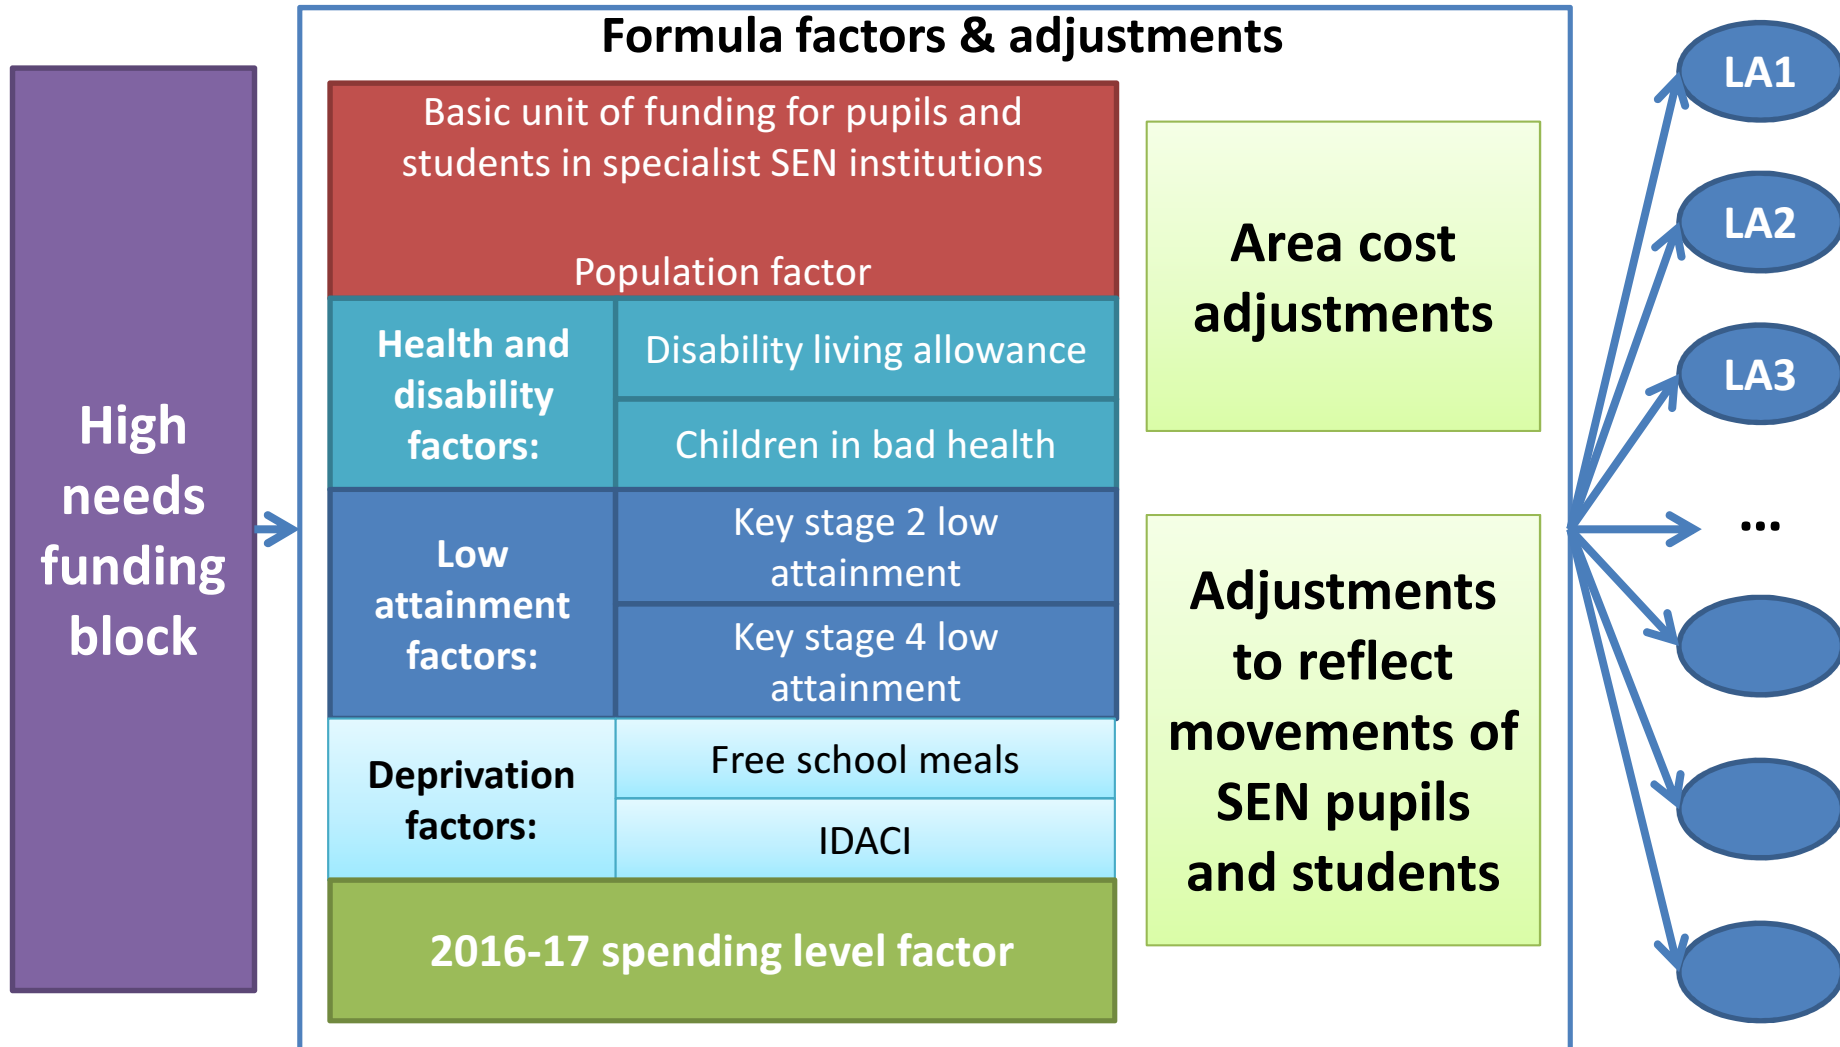 Formula factors & adjustments
High
needs
funding
block
Basic unit of funding for pupils and
students in specialist SEN institutions
Population factor
Health and
disability
factors:
Disability living allowance
Children in bad health
Low
attainment
factors:
Key stage 2 low
attainment
Key stage 4 low
attainment
Deprivation
factors:
Free school meals
IDACI
2016-17 spending level factor
Area cost
adjustments
Adjustments
to reflect
movements of
SEN pupils
and students
LA1
LA2
LA3
...